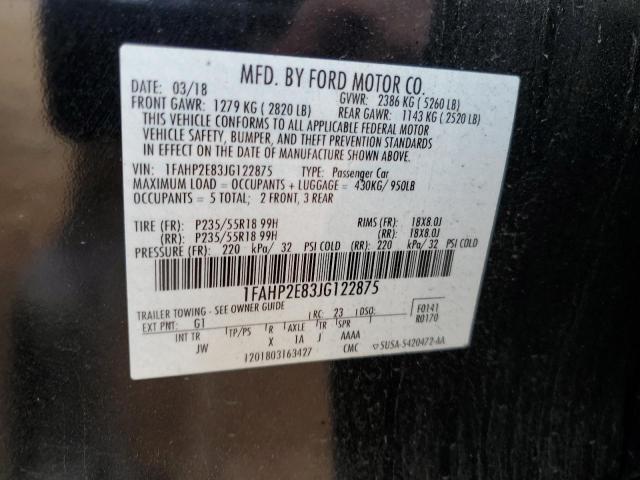 MFD. BY FORD MOTOR CO.
DATE: 03/18 GVWR: 2386 KG (5260 LB)
FRONT GAWR: 1279 KG (2820 LB) REAR GAWR: 1143 KG (2520 LB)
THIS VEHICLE CONFORMS TO ALL APPLICABLE FEDERAL MOTOR
VEHICLE SAFETY, BUMPER, AND THEFT PREVENTION STANDARDS
IN EFFECT ON THE DATE OF MANUFACTURE SHOWN ABOVE.
VIN: 1FAHP2E83JG122875 TYPE: Passenger Car
MAXIMUM LOAD = OCCUPANTS + LUGGAGE = 430KG/950LB
OCCUPANTS = 5 TOTAL; 2 FRONT, 3 REAR
TIRE (FR): P235/55R18 99H RIMS (FR): 18X8.0J
(RR): P235/55R18 99H (RR): 18X8.0J
PRESSURE (FR): 220 kPa/ 32 PSI COLD (RR): 220 kPa/ 32 PSI COLD
1FAHP2E83JG122875
TRAILER TOWING - SEE OWNER GUIDE
EXT PNT: G1 RC: 23 DSO: F0141
INT TR TP/PS R AXLE TR SPR R0170
JW X 1A J AAAA
1201803163427 CMC 5USA-5420472-AA